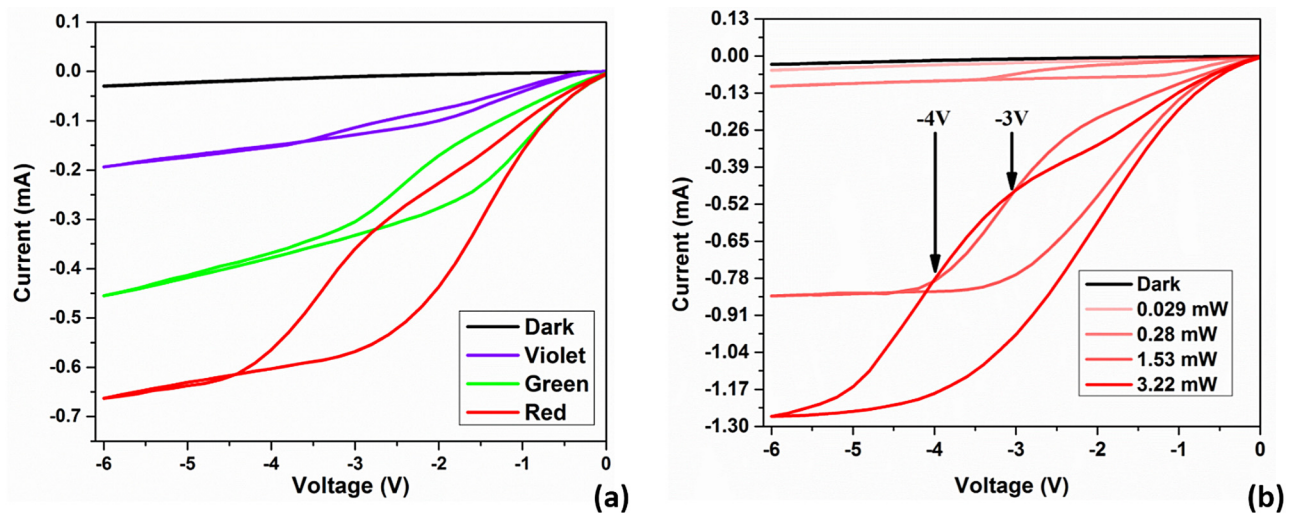 0.1
0.0
-0.1
-0.2
-0.3
-0.4
-0.5
-0.6
-0.7
Current (mA)
Dark
Violet
Green
Red
-6 -5 -4 -3 -2 -1 0
Voltage (V)
(a)
0.13
0.00
-0.13
-0.26
-0.39
-0.52
-0.65
-0.78
-0.91
-1.04
-1.17
-1.30
Current (mA)
-4V -3V
Dark
0.029 mW
0.28 mW
1.53 mW
3.22 mW
-6 -5 -4 -3 -2 -1 0
Voltage (V)
(b)